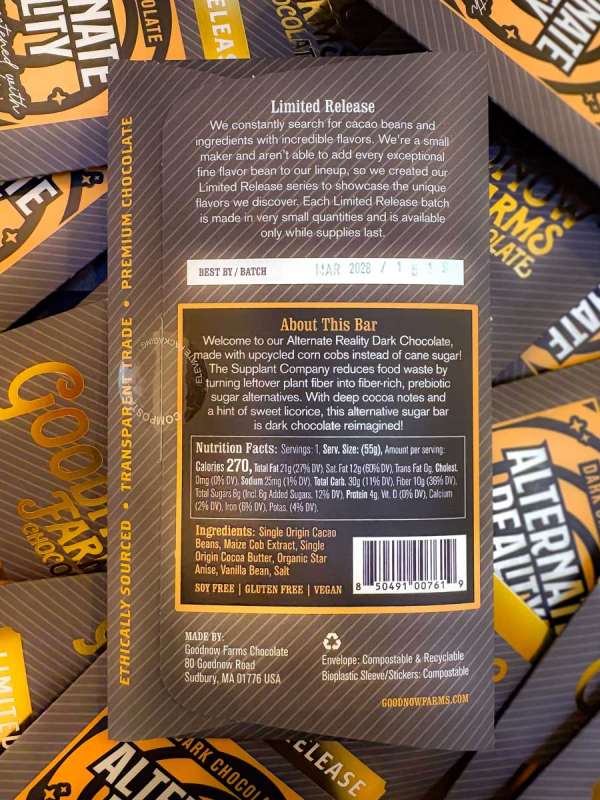 Limited Release
We constantly search for cacao beans and
ingredients with incredible flavors. We're a small
maker and aren't able to add every exceptional
fine flavor bean to our lineup, so we created our
Limited Release series to showcase the unique
flavors we discover. Each Limited Release batch
is made in very small quantities and is available
only while supplies last.
BEST BY / BATCH MAR 2028 /
About This Bar
Welcome to our Alternate Reality Dark Chocolate,
made with upcycled corn cobs instead of cane sugar!
The Supplant Company reduces food waste by
turning leftover plant fiber into fiber-rich, prebiotic
sugar alternatives. With deep cocoa notes and
a hint of sweet licorice, this alternative sugar bar
is dark chocolate reimagined!
Nutrition Facts: Servings: 1, Serv. Size: (55g), Amount per serving:
Calories 270, Total Fat 21g (27% DV), Sat. Fat 12g (60% DV), Trans Fat 0g, Cholest.
0mg (0% DV), Sodium 25mg (1% DV), Total Carb. 30g (11% DV), Fiber 10g (36% DV),
Total Sugars 6g (Incl. 6g Added Sugars, 12% DV), Protein 4g, Vit. D (0% DV), Calcium
(2% DV), Iron (6% DV), Potas. (4% DV).
Ingredients: Single Origin Cacao
Beans, Maize Cob Extract, Single
Origin Cocoa Butter, Organic Star
Anise, Vanilla Bean, Salt
SOY FREE | GLUTEN FREE | VEGAN
8 50491 00761 9
MADE BY:
Goodnow Farms Chocolate
80 Goodnow Road
Sudbury, MA 01776 USA
Envelope: Compostable & Recyclable
Bioplastic Sleeve/Stickers: Compostable
GOODNOWFARMS.COM
ETHICALLY SOURCED • TRANSPARENT TRADE • PREMIUM CHOCOLATE
ELEVATE PACKAGING